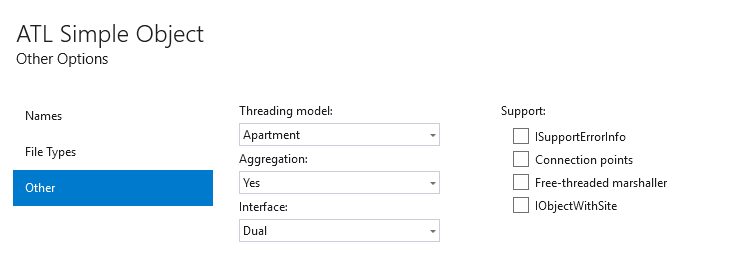 ATL Simple Object
Other Options
Names
File Types
Other
Threading model:
Apartment
Aggregation:
Yes
Interface:
Dual
Support:
ISupportErrorInfo
Connection points
Free-threaded marshaller
IObjectWithSite